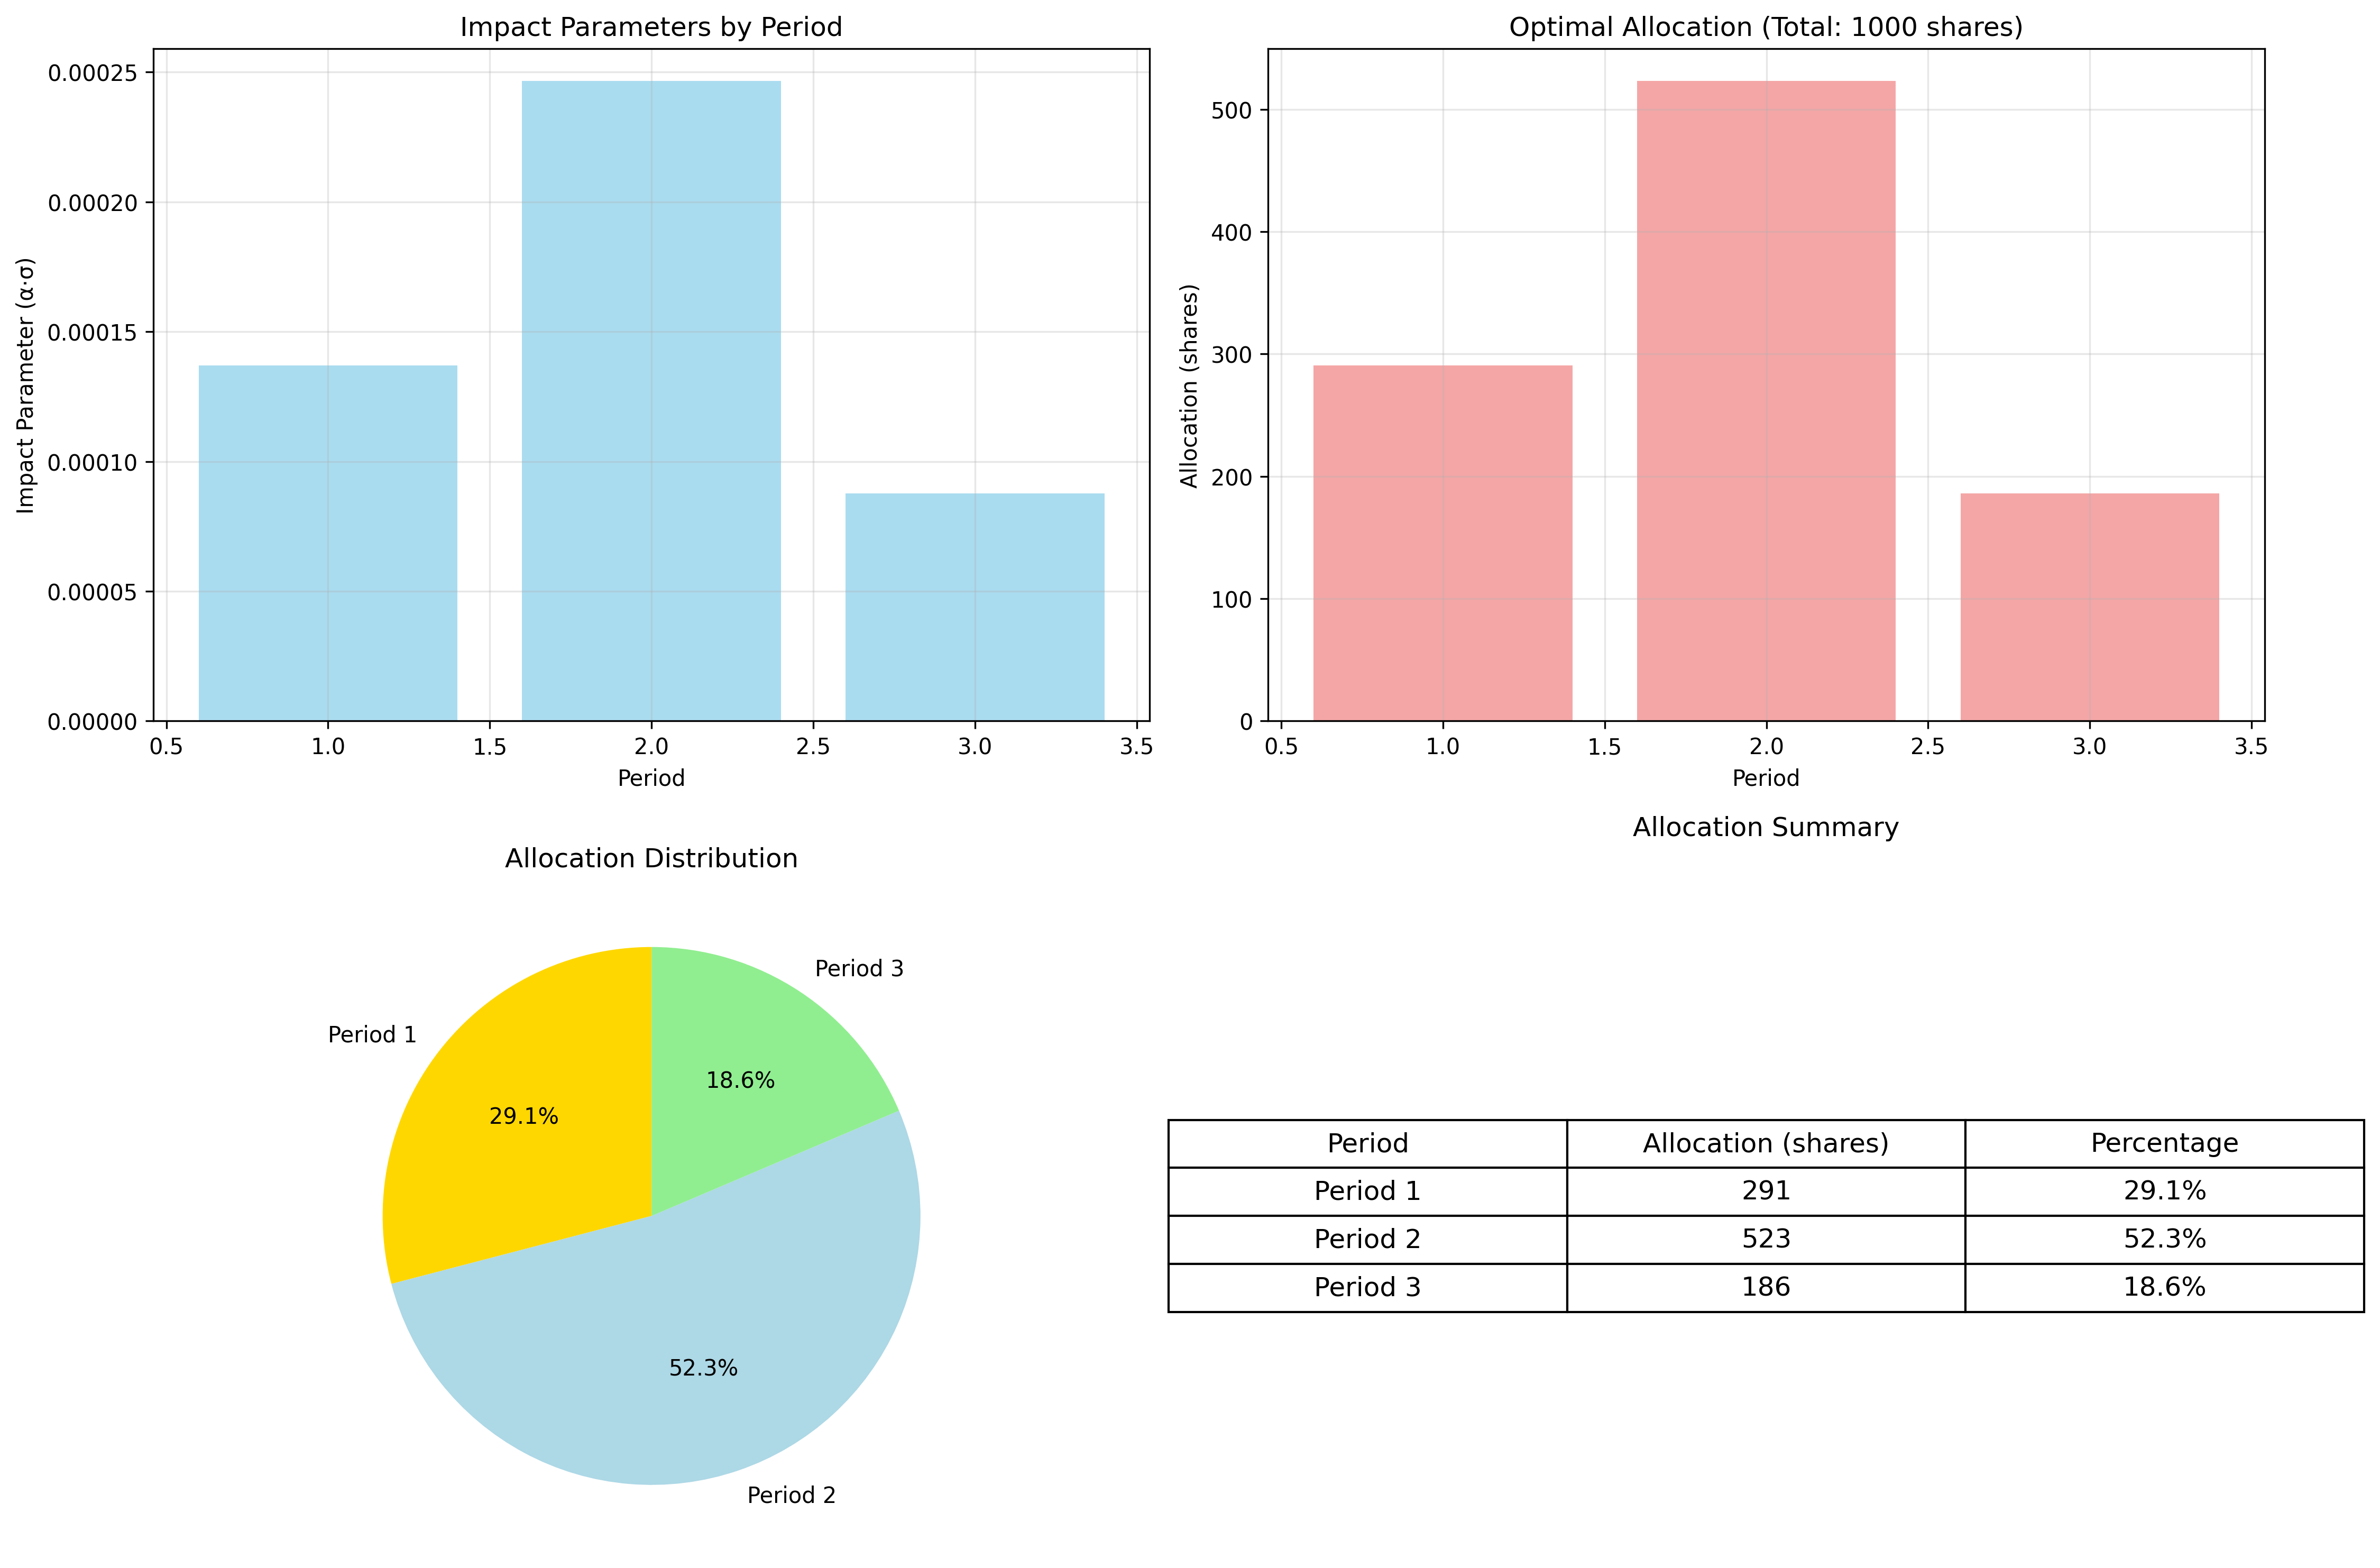 Impact Parameters by Period
Impact Parameter (α·σ)
0.00025
0.00020
0.00015
0.00010
0.00005
0.00000
0.5 1.0 1.5 2.0 2.5 3.0 3.5
Period
Optimal Allocation (Total: 1000 shares)
Allocation (shares)
500
400
300
200
100
0
0.5 1.0 1.5 2.0 2.5 3.0 3.5
Period
Allocation Distribution
Period 3
Period 1
18.6%
29.1%
52.3%
Period 2
Allocation Summary
Period Allocation (shares) Percentage
Period 1 291 29.1%
Period 2 523 52.3%
Period 3 186 18.6%